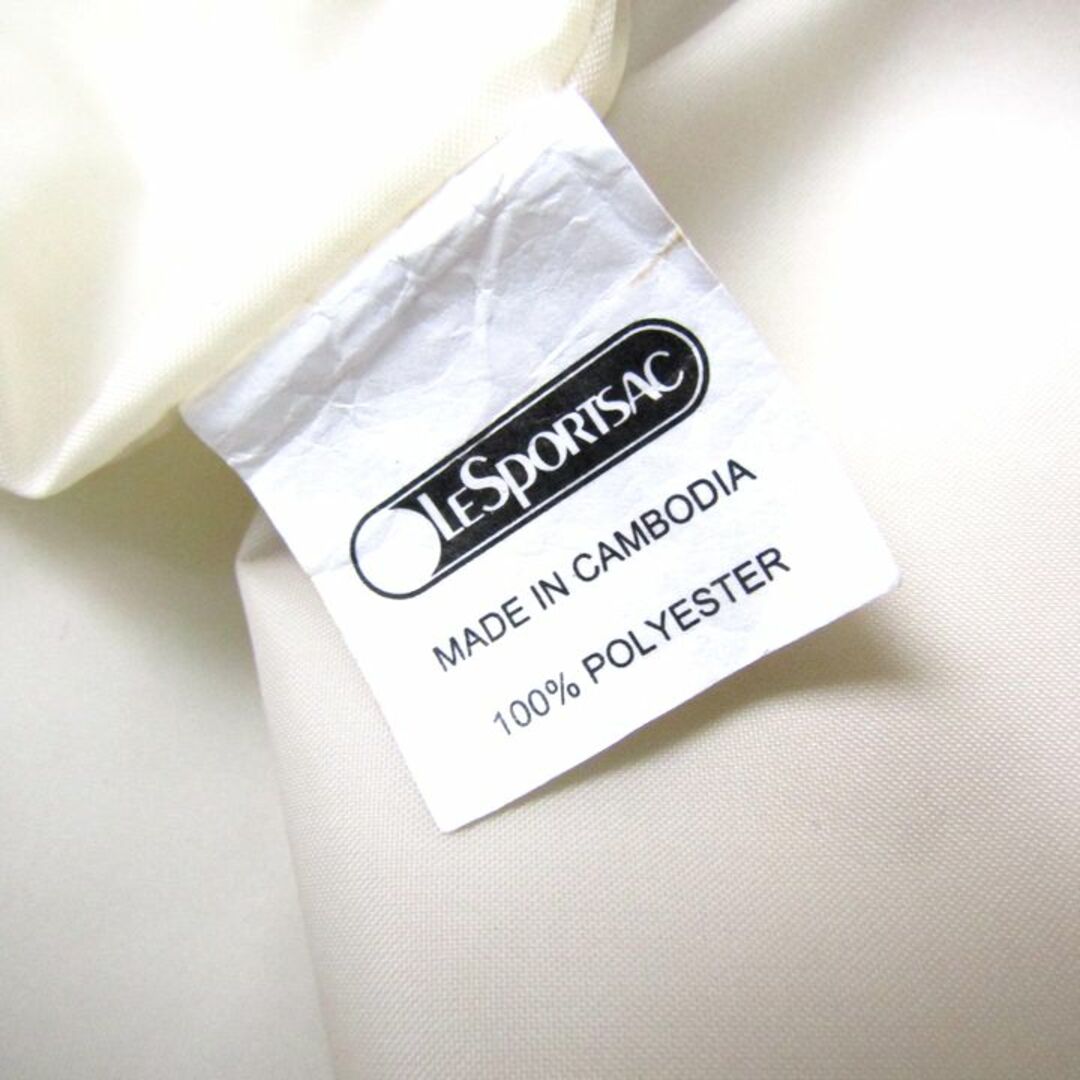 LESPORTSAC
MADE IN CAMBODIA
100% POLYESTER